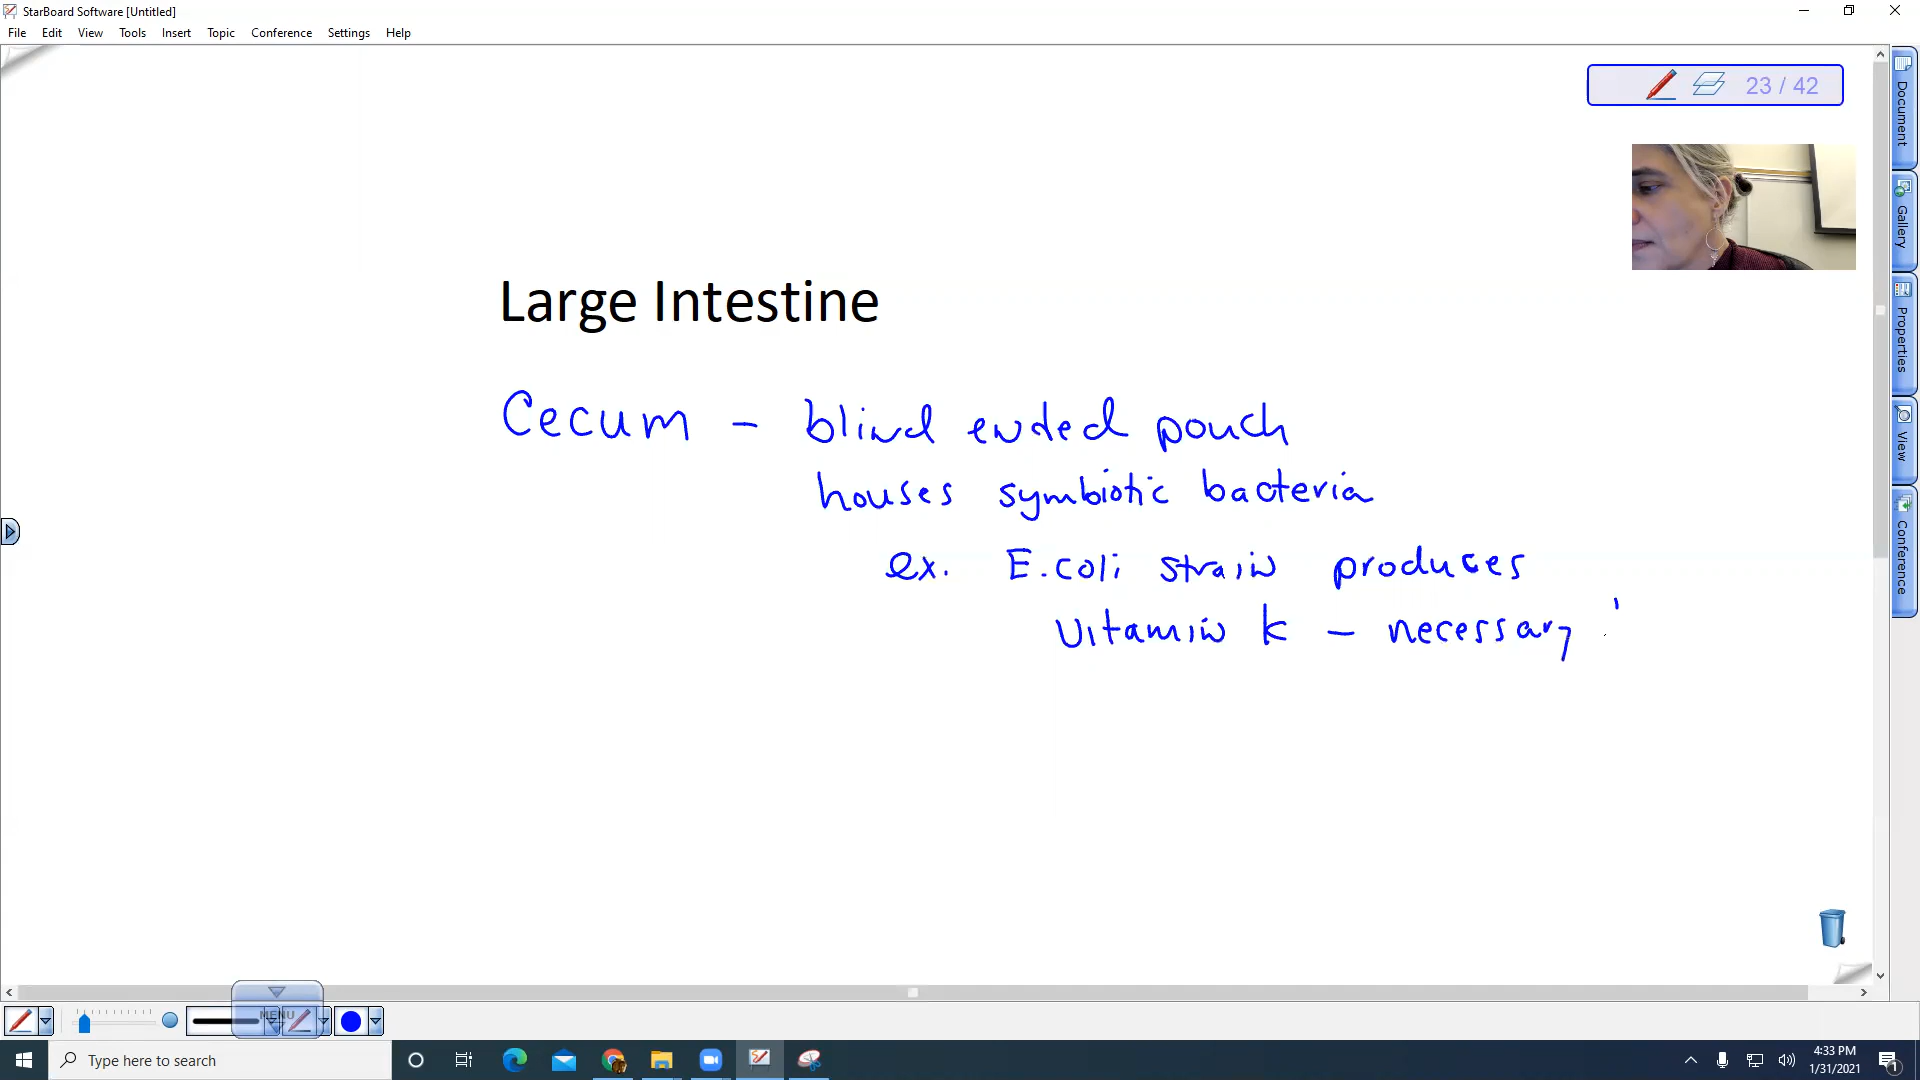 StarBoard Software [Untitled]
File Edit View Tools Insert Topic Conference Settings Help
23 / 42
Document
Gallery
Properties
View
Conference
Large Intestine
Cecum - blind ended pouch
houses symbiotic bacteria
ex. E.coli strain produces
vitamin k - necessary
MENU
Type here to search
4:33 PM
1/31/2021
1